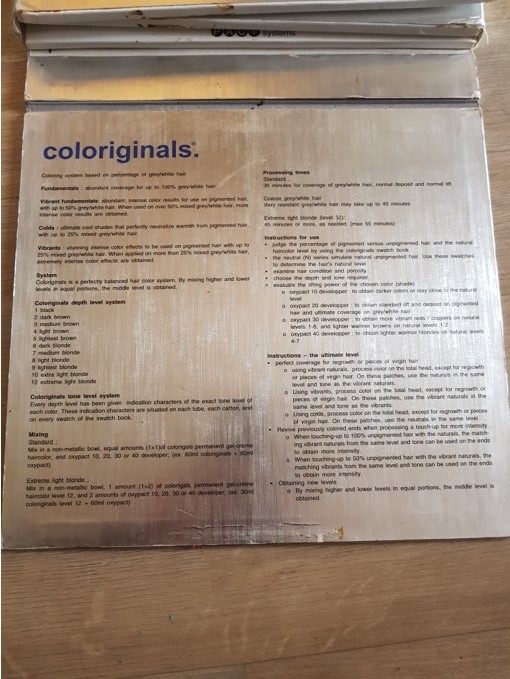 FACT systems
coloriginals.
Coloring system based on percentage of grey/white hair
Fundamentals : abundant coverage for up to 100% grey/white hair
Vibrant fundamentals: abundant, intense color results for use on pigmented hair,
with up to 50% grey/white hair. When used on over 50% mixed grey/white hair, more
intense color results are obtained.
Colds : ultimate cool shades that perfectly neutralize warmth from pigmented hair,
with up to 25% mixed grey/white hair
Vibrants : stunning intense color effects to be used on pigmented hair with up to
25% mixed grey/white hair. When applied on more than 25% mixed grey/white hair,
extremely intense color effects are obtained.
System
Coloriginals is a perfectly balanced hair color system. By mixing higher and lower
levels in equal portions, the middle level is obtained.
Coloriginals depth level system
1 black
2 dark brown
3 medium brown
4 light brown
5 lightest brown
6 dark blonde
7 medium blonde
8 light blonde
9 lightest blonde
10 extra light blonde
12 extreme light blonde
Coloriginals tone level system
Every depth level has been given indication characters of the exact tone level of
each color. These indication characters are situated on each tube, each carton, and
on every swatch of the swatch book.
Mixing
Standard :
Mix in a non-metallic bowl, equal amounts (1+1)of colorigals permanent gel-creme
haircolor, and oxypact 10, 20, 30 or 40 developer; (ex. 60ml coloriginals + 60ml
oxypact)
Extreme light blonde :
Mix in a non-metallic bowl, 1 amount (1+2) of colorigals permanent gel-creme
haircolor level 12, and 2 amounts of oxypact 10, 20, 30 or 40 developer; (ex. 30ml
coloriginals level 12 + 60ml oxypact)
Processing times
Standard :
30 minutes for coverage of grey/white hair, normal deposit and normal lift
Coarse grey/white hair
Very resistent grey/white hair may take up to 45 minutes
Extreme light blonde (level 12):
45 minutes or more, as needed. (max 55 minutes)
Instructions for use
• judge the percentage of pigmented versus unpigmented hair and the natural
haircolor level by using the coloriginals swatch book
• the neutral (N) series simulate natural unpigmented hair. Use these swatches
to determine the hair's natural level
• examine hair condition and porosity
• choose the depth and tone required
• evaluate the lifting power of the chosen color (shade)
o oxypact 10 developer : to obtain darker colors or stay close to the natural
level
o oxypact 20 developer : to obtain standard lift and deposit on pigmented
hair and ultimate coverage on grey/white hair
o oxypact 30 developer : to obtain more vibrant reds / coppers on natural
levels 1-6, and lighter warmer browns on natural levels 1-2
o oxypact 40 developer : to obtain lighter warmer blondes on natural levels
4-7
Instructions – the ultimate level
• perfect coverage for regrowth or pieces of virgin hair
o using vibrant naturals, process color on the total head, except for regrowth
or pieces of virgin hair. On these patches, use the naturals in the same
level and tone as the vibrant naturals.
o Using vibrants, process color on the total head, except for regrowth or
pieces of virgin hair. On these patches, use the vibrant naturals in the
same level and tone as the vibrants.
o Using colds, process color on the total head, except for regrowth or pieces
of virgin hair. On these patches, use the neutrals in the same level.
• Revive previously colored ends when processing a touch-up for more intensity.
o When touching-up to 100% unpigmented hair with the naturals, the match-
ing vibrant naturals from the same level and tone can be used on the ends
to obtain more intensity.
o When touching-up to 50% unpigmented hair with the vibrant naturals, the
matching vibrants from the same level and tone can be used on the ends
to obtain more intensity.
• Obtaining new levels
o By mixing higher and lower levels in equal portions, the middle level is
obtained.